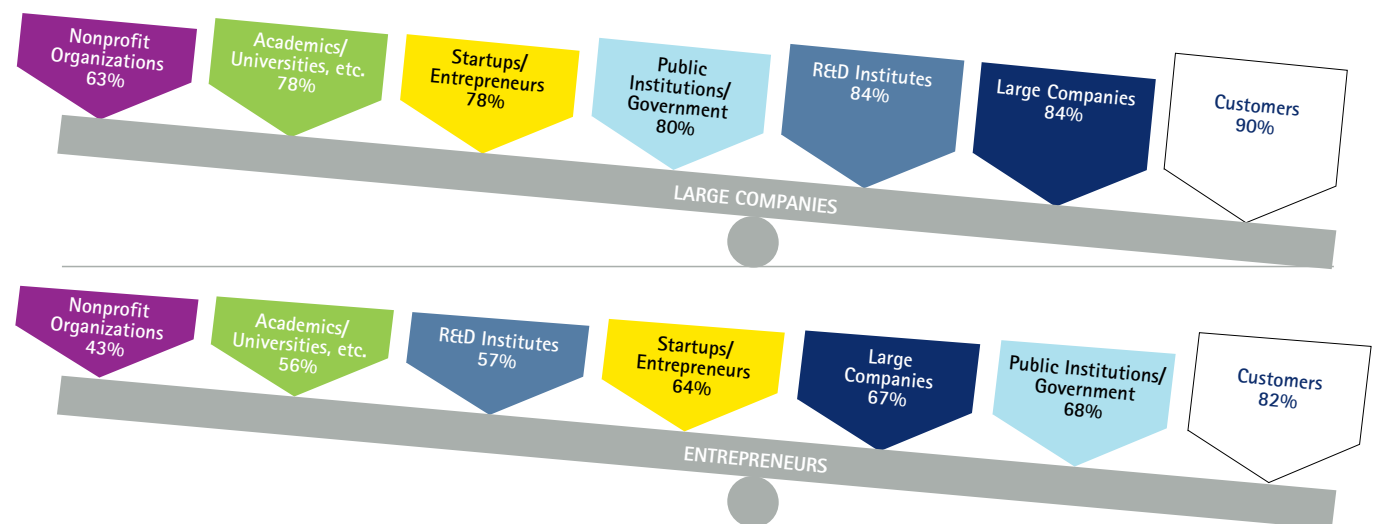 Nonprofit
Organizations
63%
Academics/
Universities, etc.
78%
Startups/
Entrepreneurs
78%
Public
Institutions/
Government
80%
R&D Institutes
84%
Large Companies
84%
Customers
90%
LARGE COMPANIES
Nonprofit
Organizations
43%
Academics/
Universities, etc.
56%
R&D Institutes
57%
Startups/
Entrepreneurs
64%
Large
Companies
67%
Public Institutions/
Government
68%
Customers
82%
ENTREPRENEURS